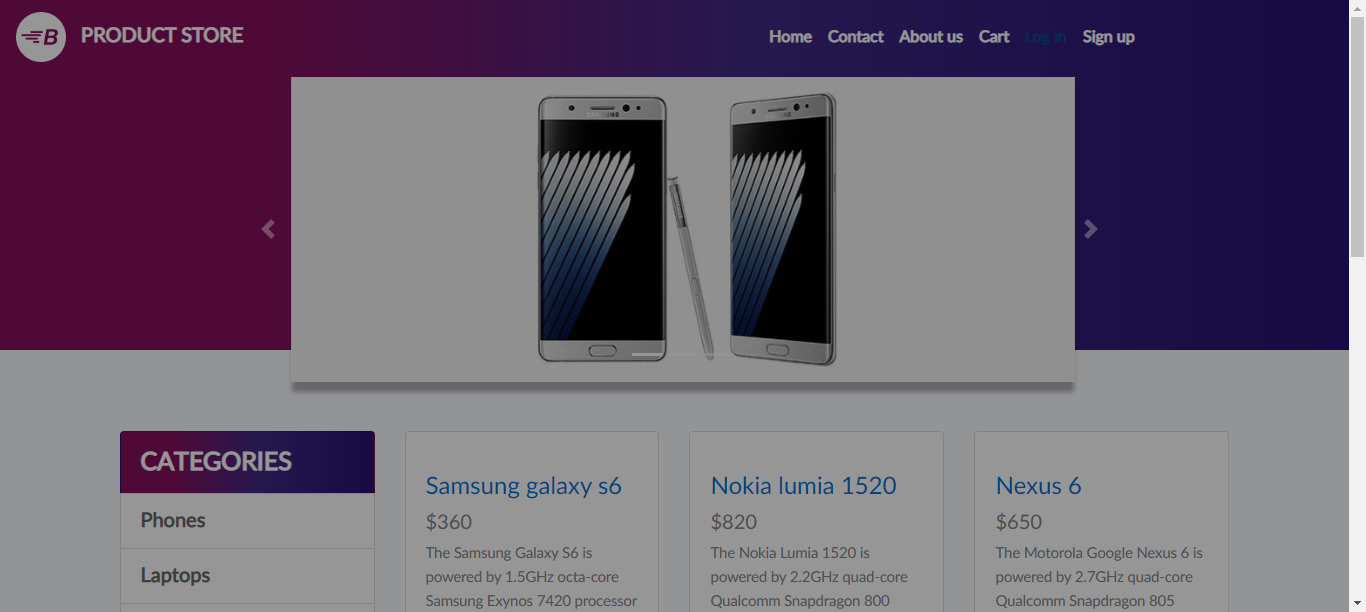 B PRODUCT STORE
Home Contact About us Cart Log in Sign up
SAMSUNG SAMSUNG
CATEGORIES
Phones
Laptops
Samsung galaxy s6
$360
The Samsung Galaxy S6 is
powered by 1.5GHz octa-core
Samsung Exynos 7420 processor
Nokia lumia 1520
$820
The Nokia Lumia 1520 is
powered by 2.2GHz quad-core
Qualcomm Snapdragon 800
Nexus 6
$650
The Motorola Google Nexus 6 is
powered by 2.7GHz quad-core
Qualcomm Snapdragon 805